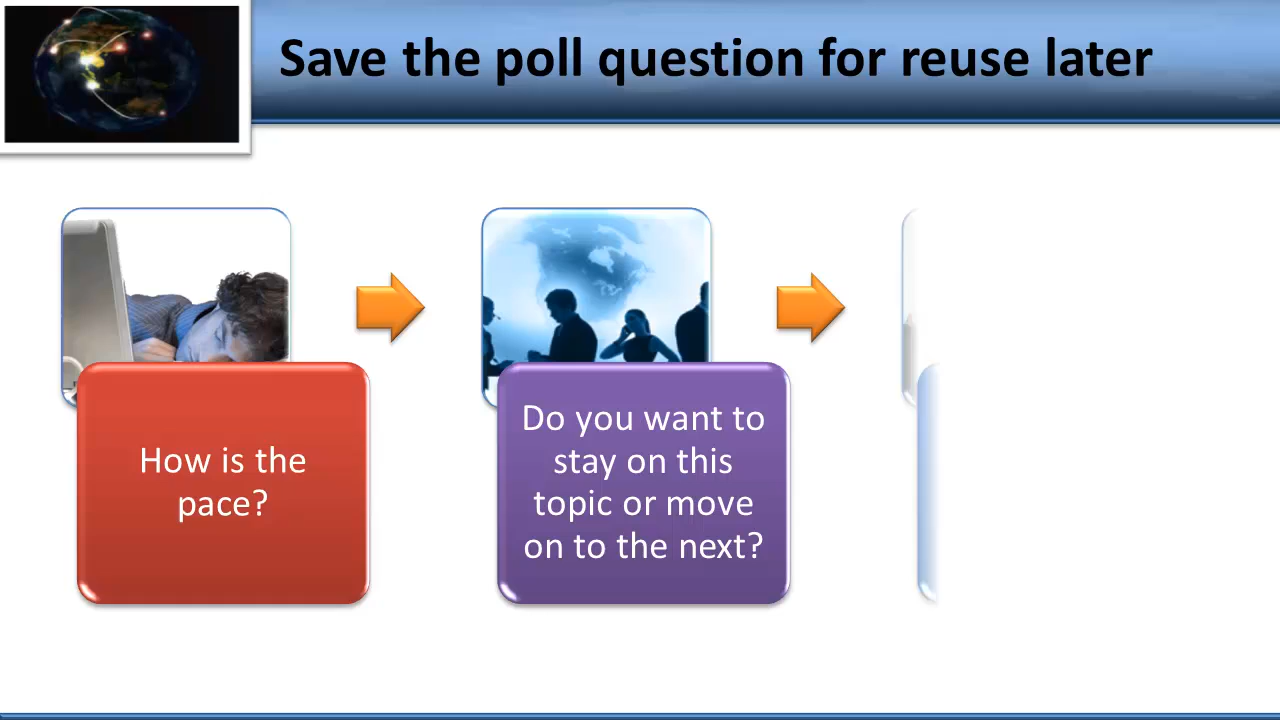 Save the poll question for reuse later
How is the
pace?
Do you want to
stay on this
topic or move
on to the next?